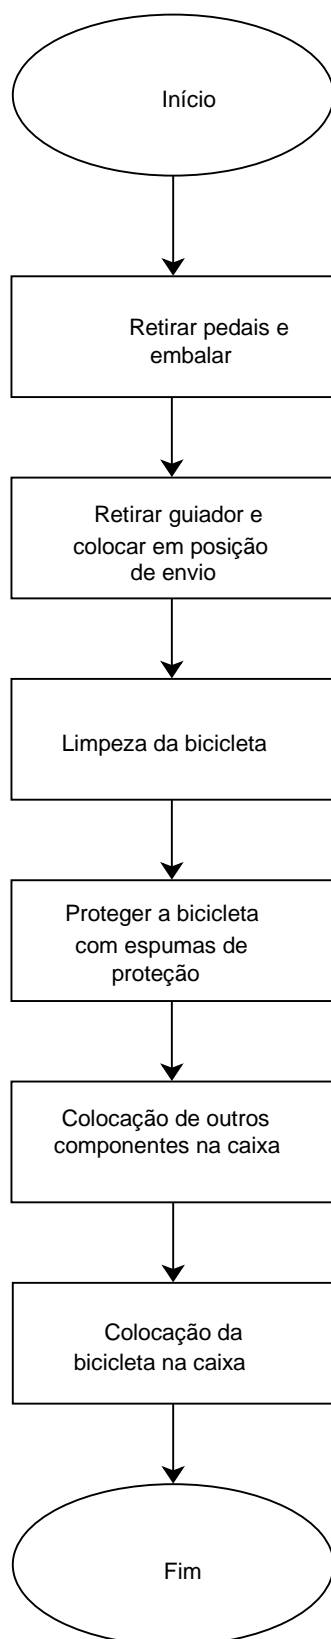 Início
Retirar pedais e
embalar
Retirar guiador e
colocar em posição
de envio
Limpeza da bicicleta
Proteger a bicicleta
com espumas de
proteção
Colocação de outros
componentes na caixa
Colocação da
bicicleta na caixa
Fim